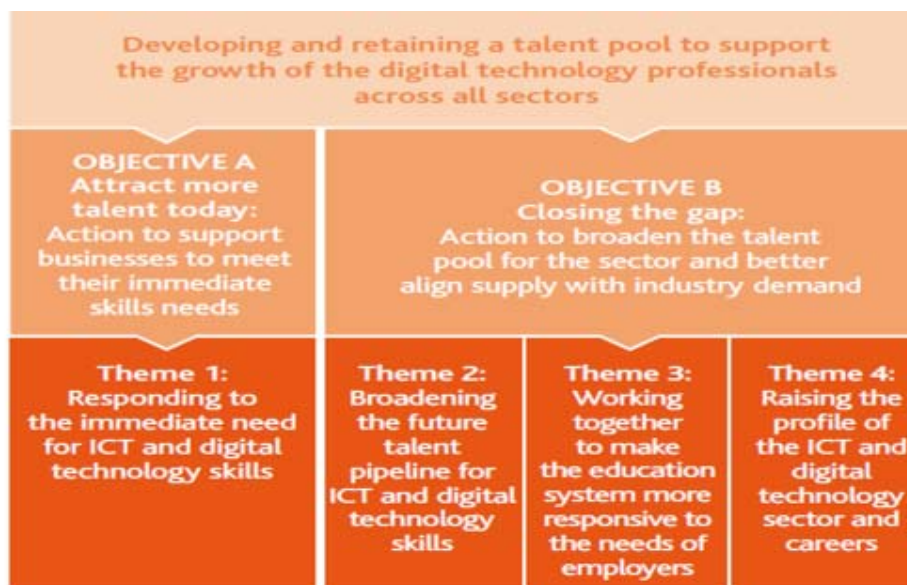 Developing and retaining a talent pool to support
the growth of the digital technology professionals
across all sectors
OBJECTIVE A
Attract more
talent today:
Action to support
businesses to meet
their immediate
skills needs
OBJECTIVE B
Closing the gap:
Action to broaden the talent
pool for the sector and better
align supply with industry demand
Theme 1:
Responding to
the immediate need
for ICT and digital
technology skills
Theme 2:
Broadening
the future
talent
pipeline for
ICT and digital
technology
skills
Theme 3:
Working
together
to make
the education
system more
responsive to
the needs of
employers
Theme 4:
Raising the
profile of
the ICT and
digital
technology
sector and
careers